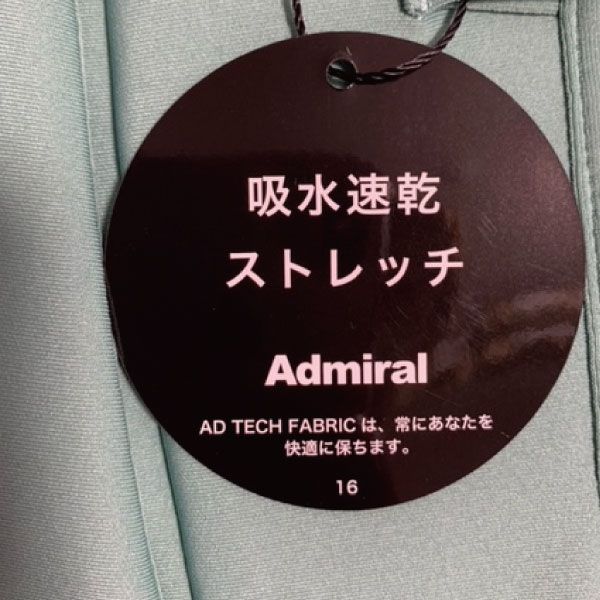 吸水速乾
ストレッチ
Admiral
AD TECH FABRICは、常にあなたを
快適に保ちます。
16